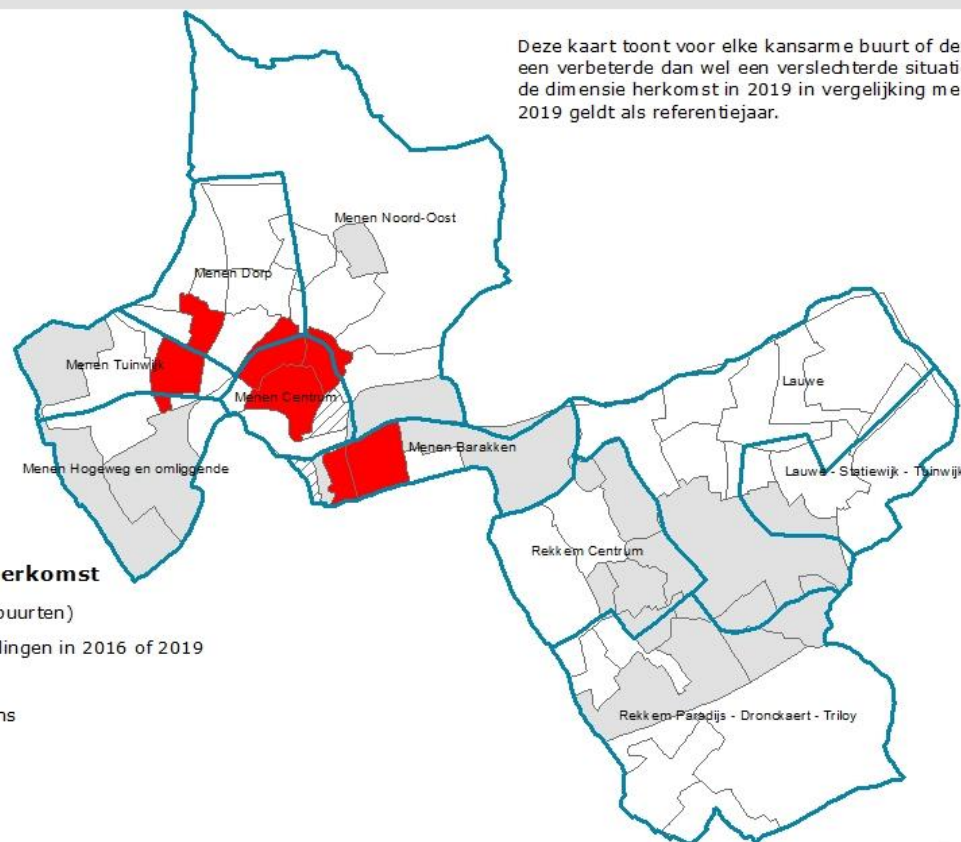 Deze kaart toont voor elke kansarme buurt of de
een verbeterde dan wel een verslechterde situati
de dimensie herkomst in 2019 in vergelijking me
2019 geldt als referentiejaar.
Menen Noord-Oost
Menen Dorp
Menen Tuinwijk
Menen Centrum
Lauwe
Menen Barakken
Menen Hogeweg en omliggende
Lauwe - Statiewijk - Tuinwijk
Rekkem Centrum
erkomst
buurten)
dingen in 2016 of 2019
ns
Rekkem Paradijs - Dronckaert - Triloy